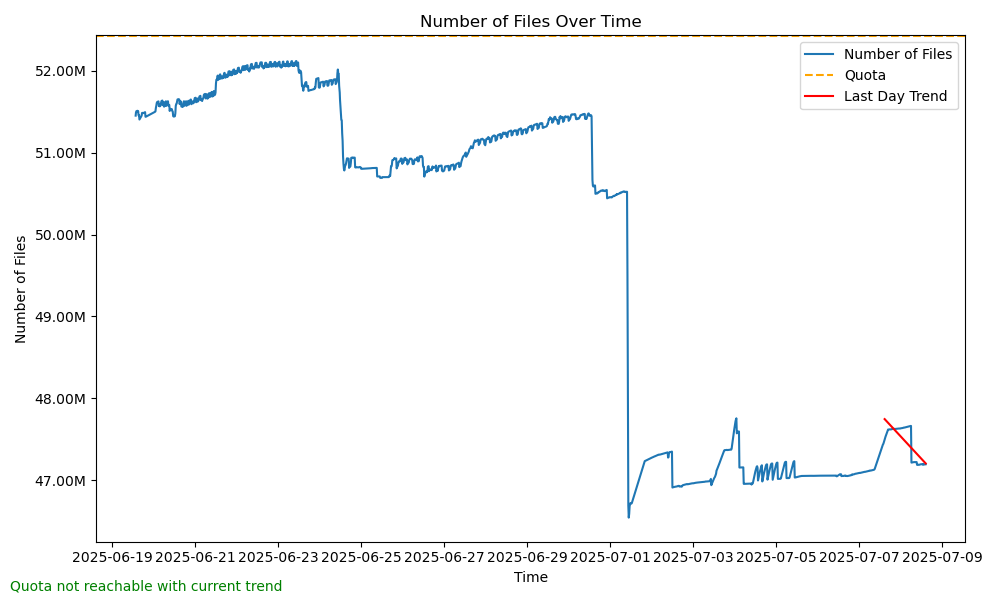 Number of Files Over Time
Number of Files
Quota
Last Day Trend
52.00M
51.00M
50.00M
49.00M
48.00M
47.00M
Number of Files
2025-06-19
2025-06-21
2025-06-23
2025-06-25
2025-06-27
2025-06-29
2025-07-01
2025-07-03
2025-07-05
2025-07-07
2025-07-09
Time
Quota not reachable with current trend